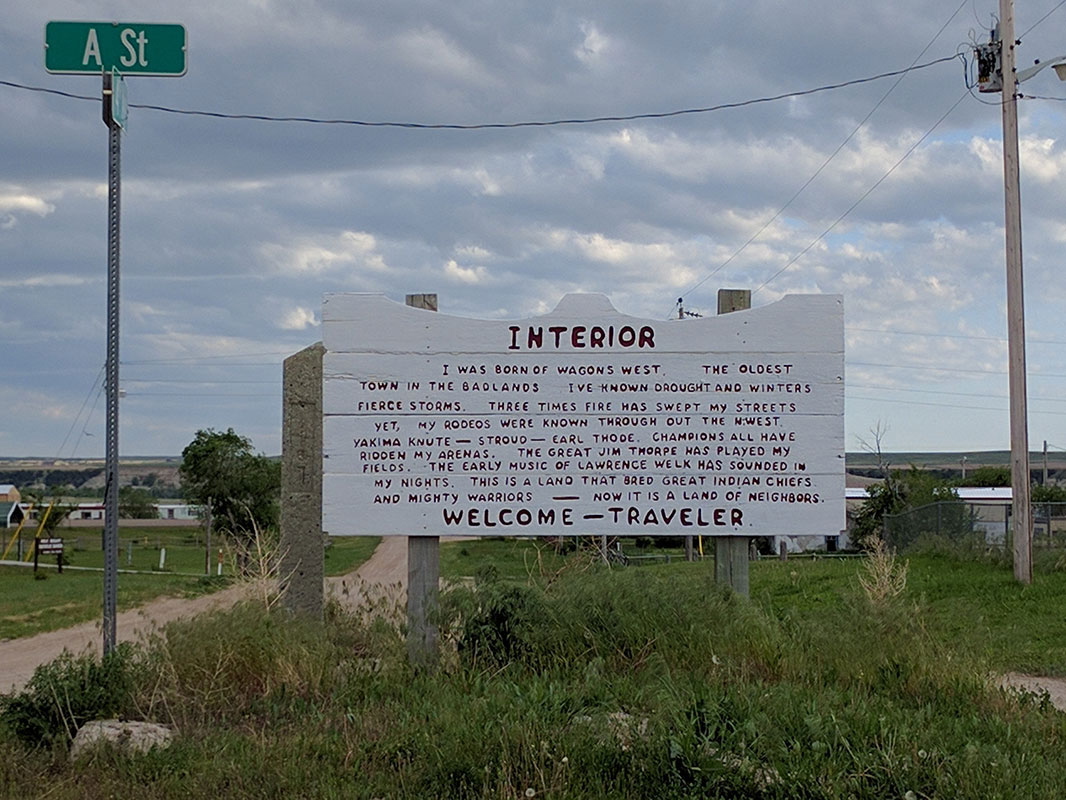 A St
INTERIOR
I WAS BORN OF WAGONS WEST. THE OLDEST
TOWN IN THE BADLANDS I'VE KNOWN DROUGHT AND WINTERS
FIERCE STORMS. THREE TIMES FIRE HAS SWEPT MY STREETS
YET, MY RODEOS WERE KNOWN THROUGH OUT THE N.WEST.
YAKIMA KNUTE — STROUD — EARL THODE. CHAMPIONS ALL HAVE
RIDDEN MY ARENAS. THE GREAT JIM THORPE HAS PLAYED MY
FIELDS. THE EARLY MUSIC OF LAWRENCE WELK HAS SOUNDED IN
MY NIGHTS. THIS IS A LAND THAT BRED GREAT INDIAN CHIEFS
AND MIGHTY WARRIORS — NOW IT IS A LAND OF NEIGHBORS.
WELCOME — TRAVELER